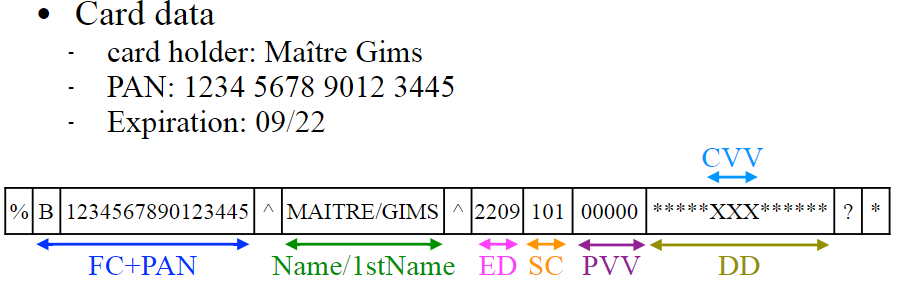 • Card data
- card holder: Maître Gims
- PAN: 1234 5678 9012 3445
- Expiration: 09/22
CVV
% B 1234567890123445 ^ MAITRE/GIMS ^ 2209 101 00000 *****XXX****** ? *
FC+PAN Name/1stName ED SC PVV DD